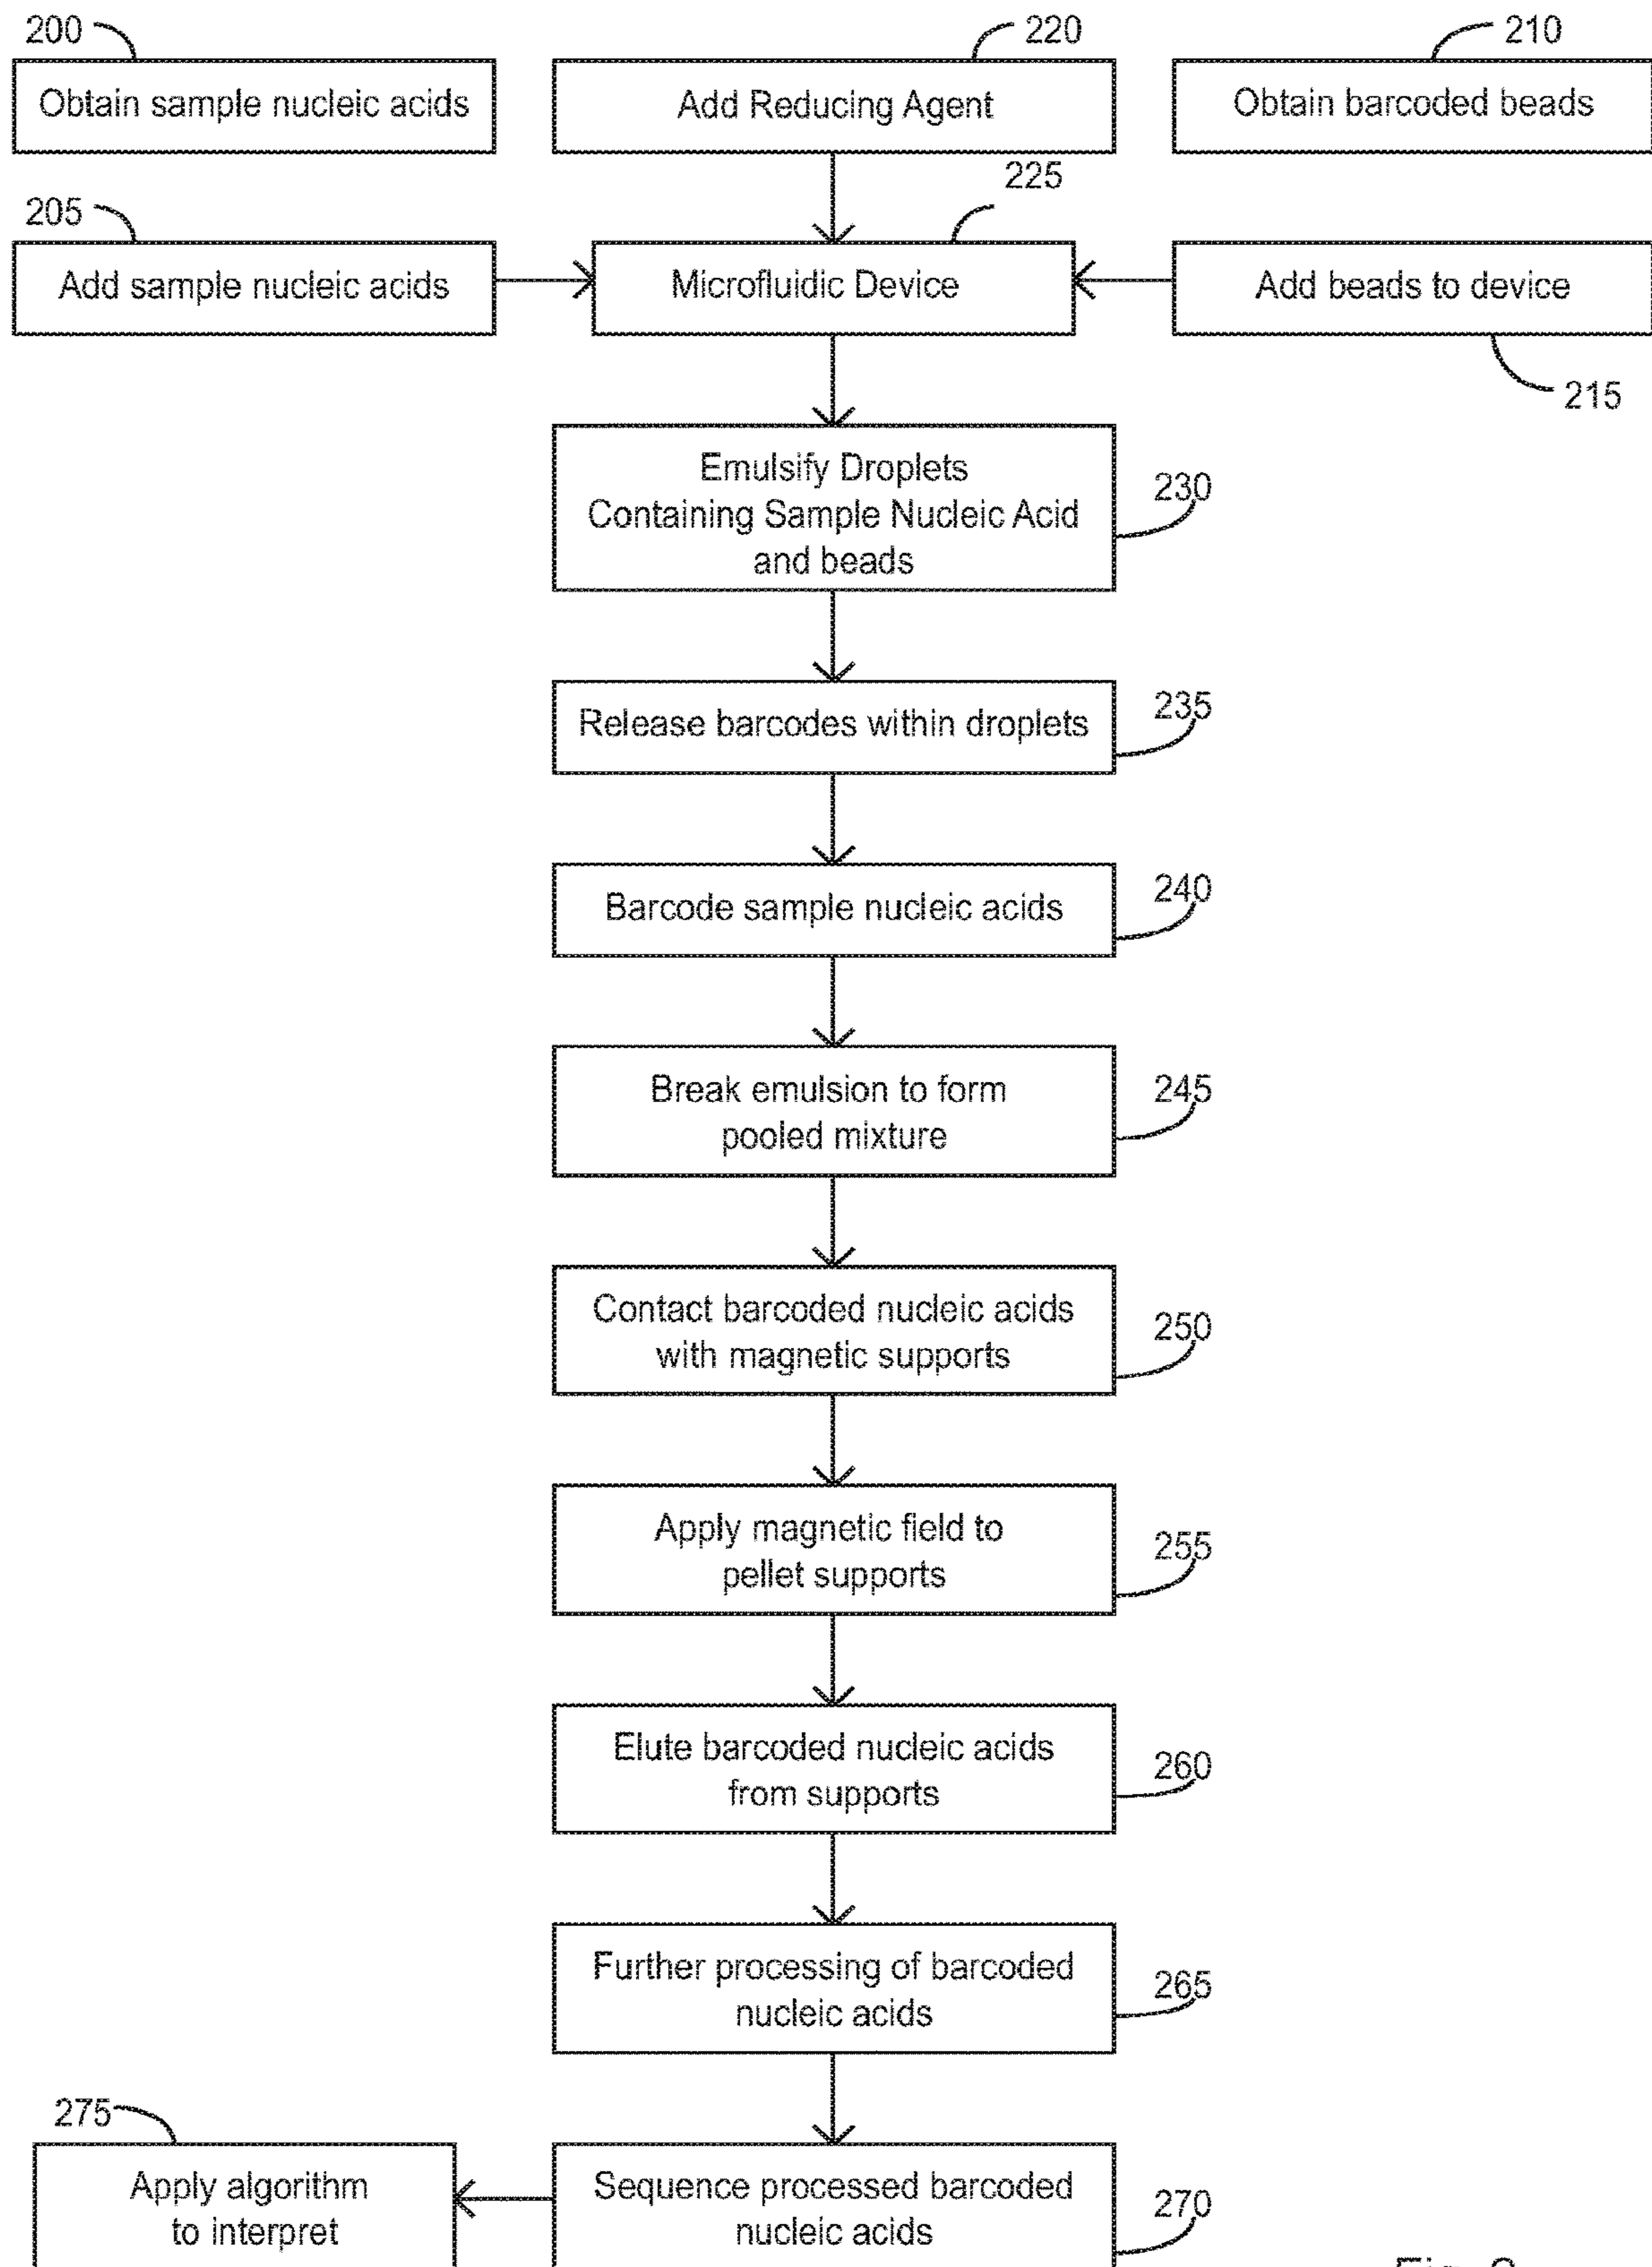 200
220
210
Obtain sample nucleic acids
Add Reducing Agent
Obtain barcoded beads
225
205
Add sample nucleic acids
Microfluidic Device
Add beads to device
215
Emulsify Droplets
Containing Sample Nucleic Acid
and beads
230
Release barcodes within droplets
235
Barcode sample nucleic acids
240
Break emulsion to form
pooled mixture
245
Contact barcoded nucleic acids
with magnetic supports
250
Apply magnetic field to
pellet supports
255
Elute barcoded nucleic acids
from supports
260
Further processing of barcoded
nucleic acids
265
275
Apply algorithm
to interpret
Sequence processed barcoded
nucleic acids
270